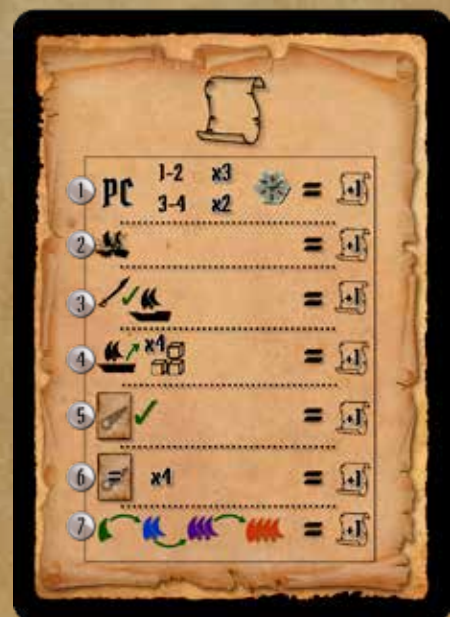 1 PC 1-2 x3 = +1
3-4 x2
2 = +1
3 = +1
4 x4 = +1
5 = +1
6 x4 = +1
7 = +1